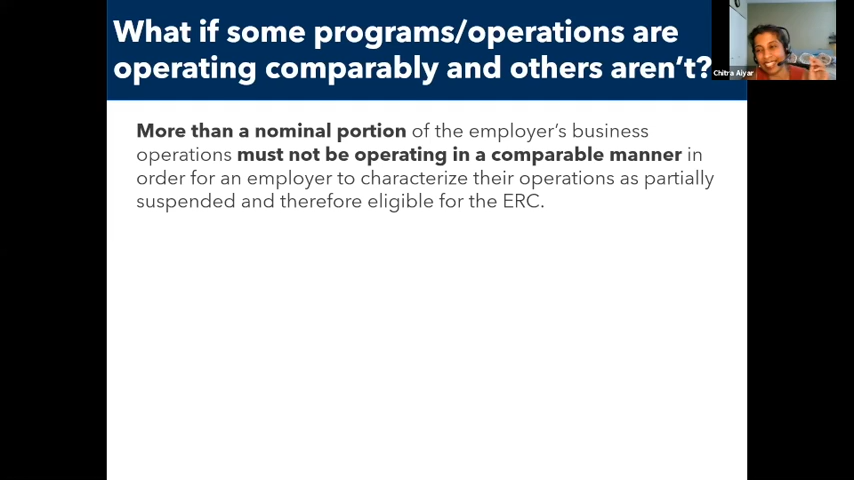 What if some programs/operations are
operating comparably and others aren't?
Chitra Aiyar
More than a nominal portion of the employer's business
operations must not be operating in a comparable manner in
order for an employer to characterize their operations as partially
suspended and therefore eligible for the ERC.